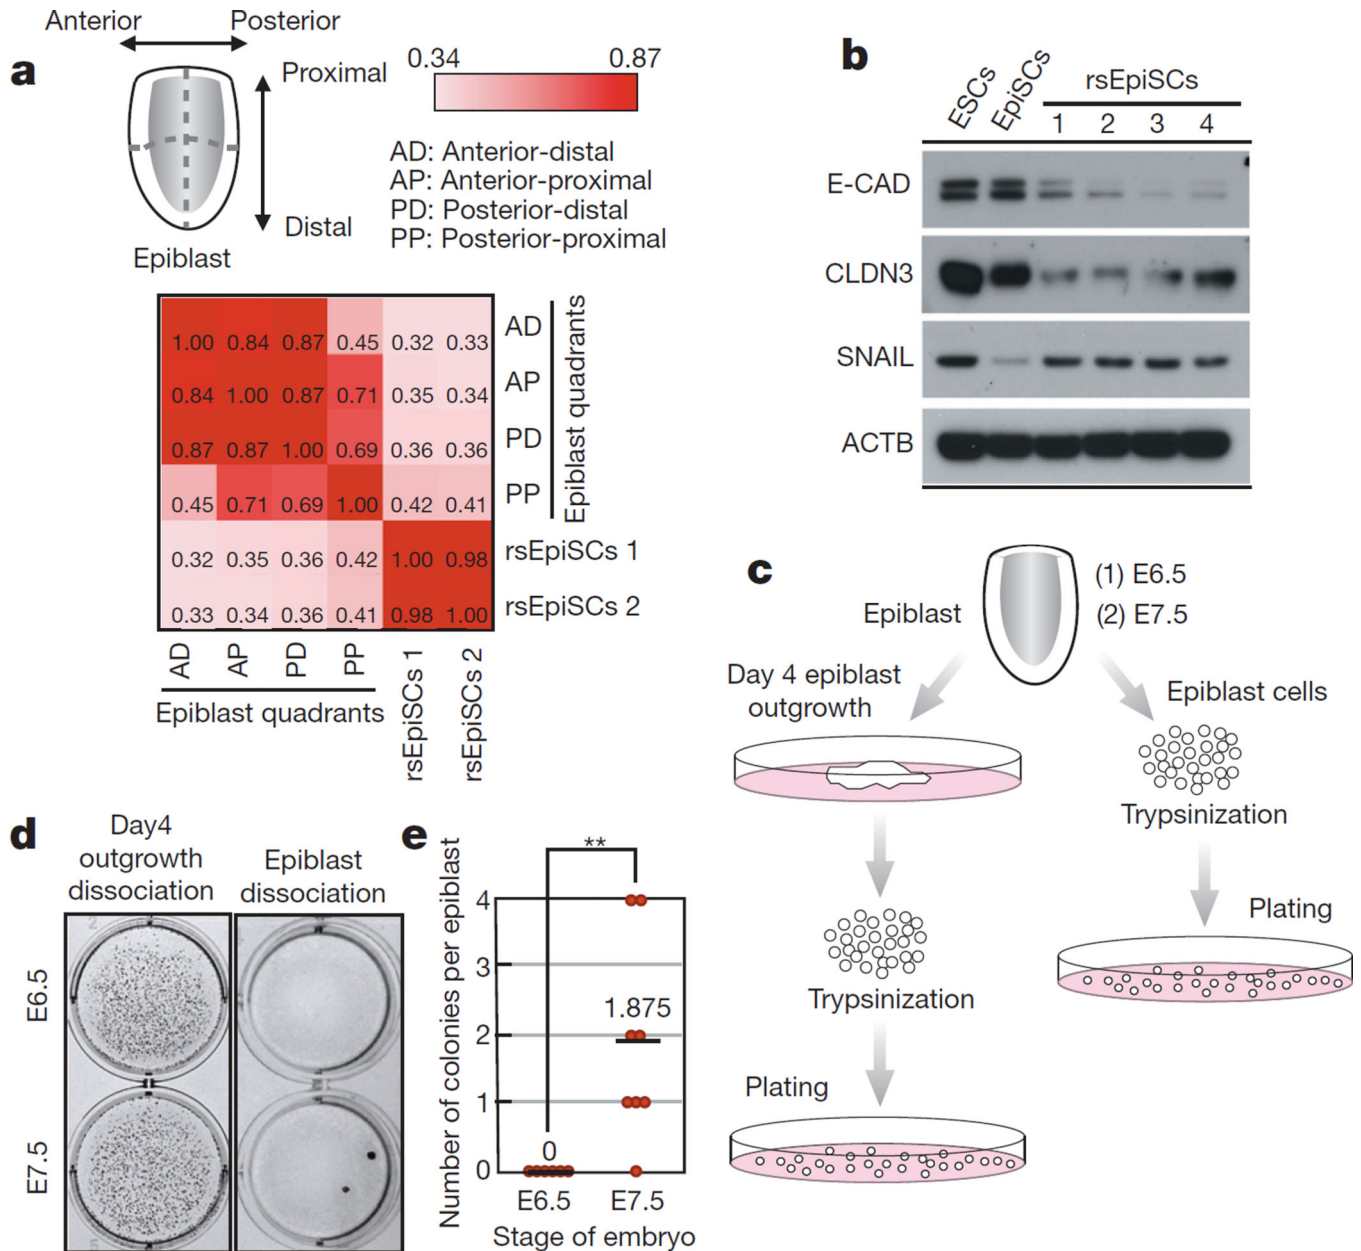 a
Anterior Posterior
Proximal
Distal
Epiblast
0.34 0.87
AD: Anterior-distal
AP: Anterior-proximal
PD: Posterior-distal
PP: Posterior-proximal
1.00 0.84 0.87 0.45 0.32 0.33 AD
0.84 1.00 0.87 0.71 0.35 0.34 AP
0.87 0.87 1.00 0.69 0.36 0.36 PD
0.45 0.71 0.69 1.00 0.42 0.41 PP
0.32 0.35 0.36 0.42 1.00 0.98 rsEpiSCs 1
0.33 0.34 0.36 0.41 0.98 1.00 rsEpiSCs 2
Epiblast quadrants
AD AP PD PP rsEpiSCs 1 rsEpiSCs 2
Epiblast quadrants
b
ESCs EpiSCs rsEpiSCs
1 2 3 4
E-CAD
CLDN3
SNAIL
ACTB
c
Epiblast
(1) E6.5
(2) E7.5
Day 4 epiblast
outgrowth
Trypsinization
Plating
Epiblast cells
Trypsinization
Plating
d
Day4
outgrowth
dissociation
Epiblast
dissociation
E6.5
E7.5
e
**
Number of colonies per epiblast
4
3
2
1
0
0
1.875
E6.5 E7.5
Stage of embryo